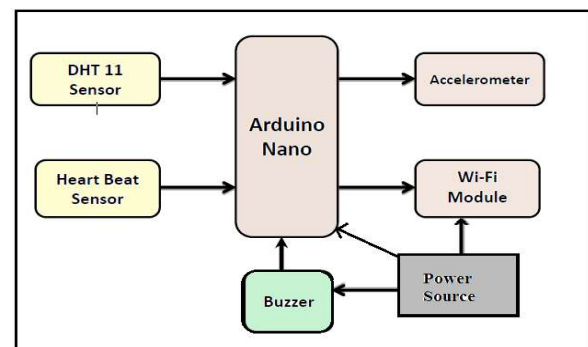 DHT 11
Sensor
Accelerometer
Arduino
Nano
Heart Beat
Sensor
Wi-Fi
Module
Power
Source
Buzzer